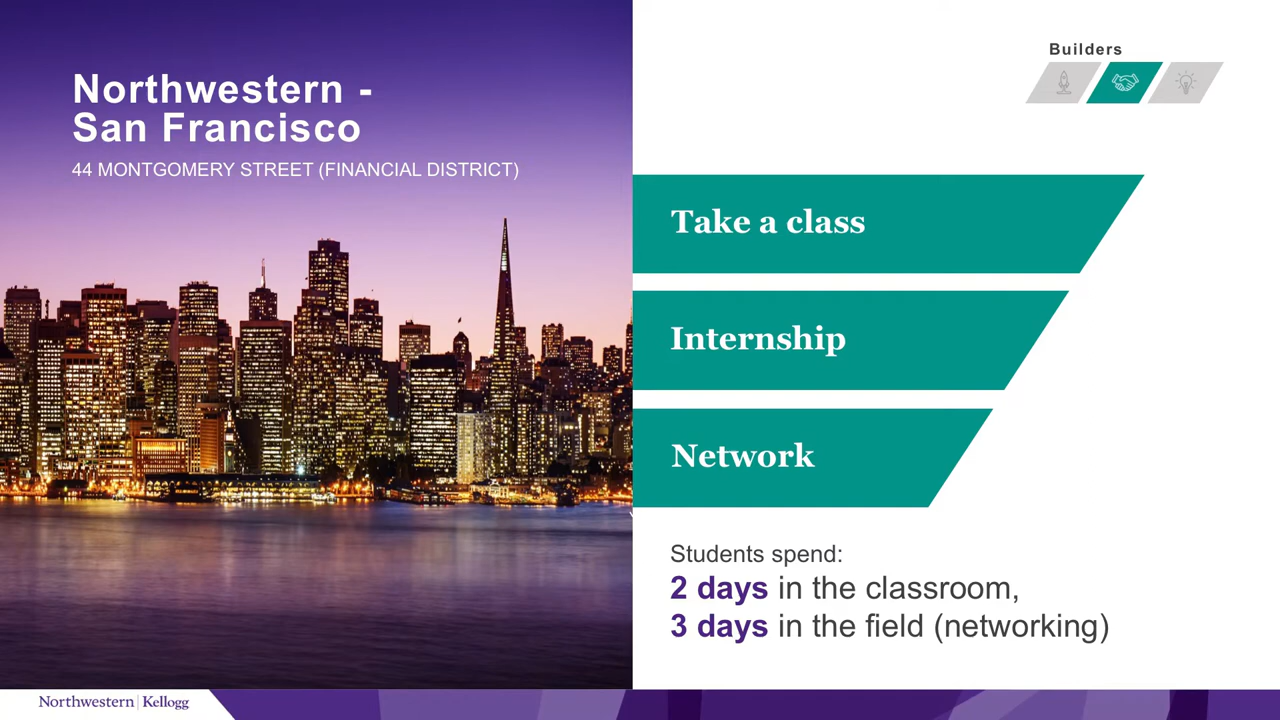 Northwestern -
San Francisco
44 MONTGOMERY STREET (FINANCIAL DISTRICT)
Builders
Take a class
Internship
Network
Students spend:
2 days in the classroom,
3 days in the field (networking)
Northwestern | Kellogg